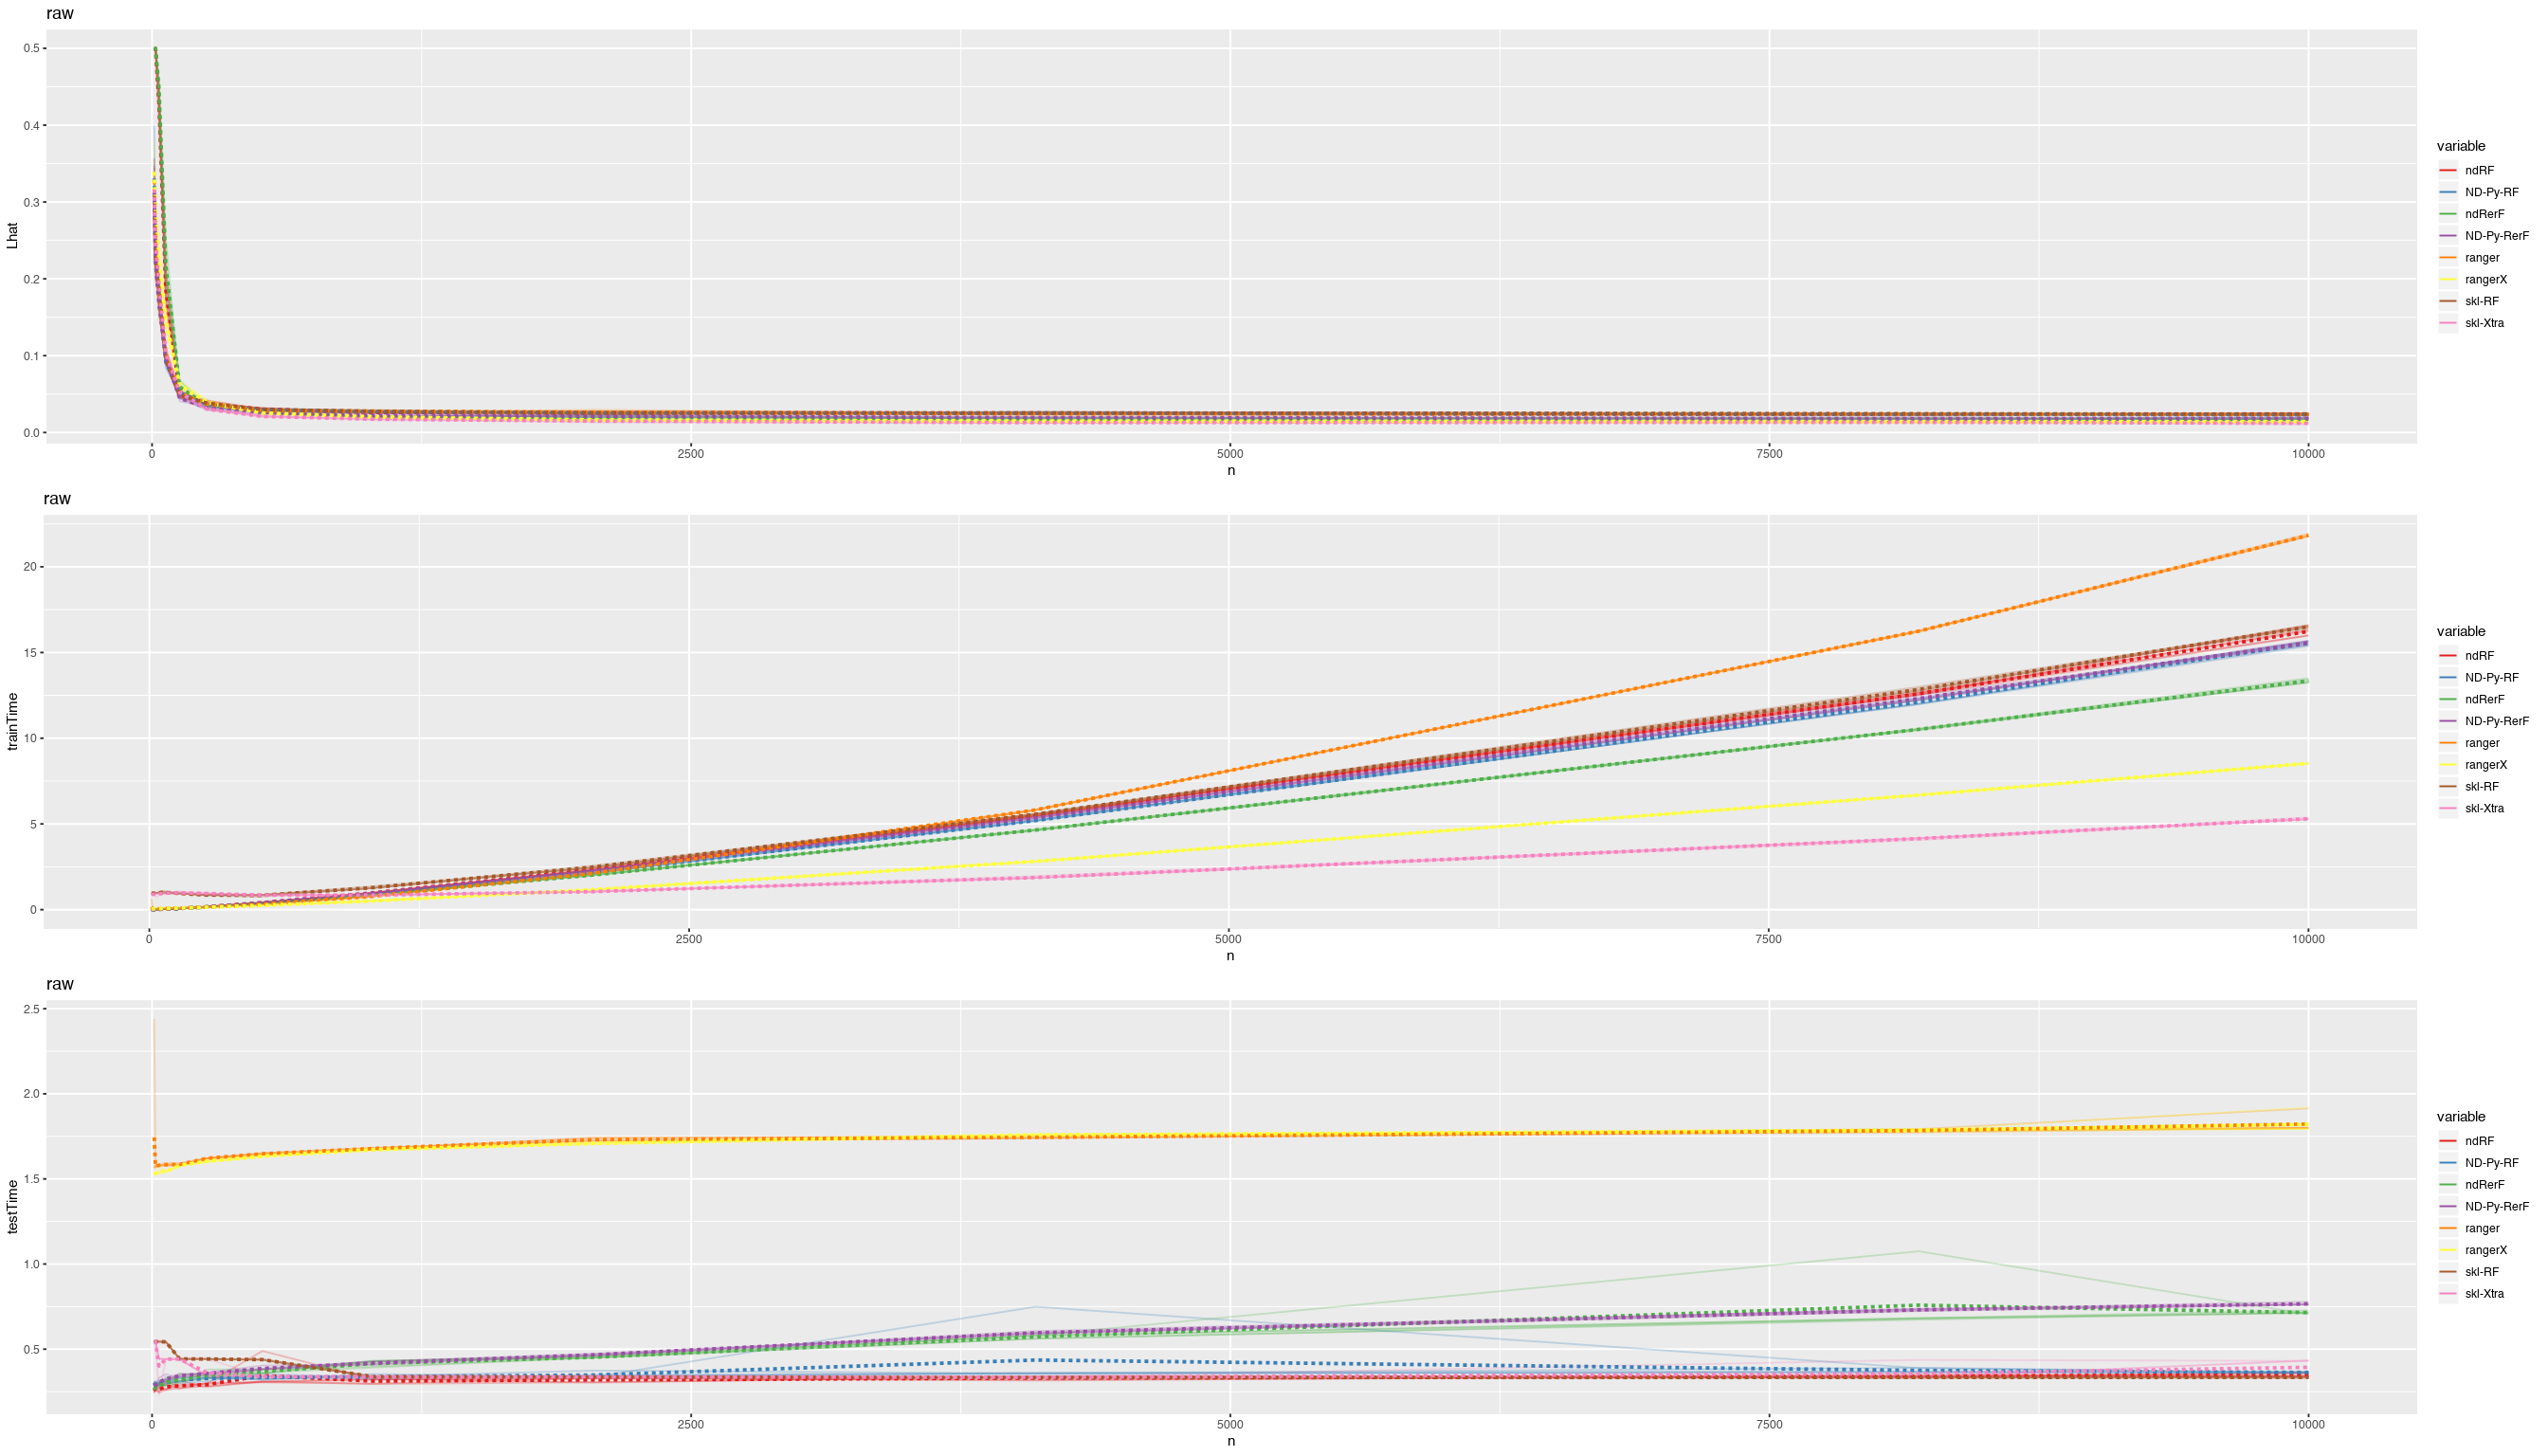 raw
0.5
0.4
0.3
0.2
0.1
0.0
Lhat
0 2500 5000 7500 10000
n
variable
ndRF
ND-Py-RF
ndRerF
ND-Py-RerF
ranger
rangerX
skl-RF
skl-Xtra
raw
20
15
10
5
0
trainTime
0 2500 5000 7500 10000
n
variable
ndRF
ND-Py-RF
ndRerF
ND-Py-RerF
ranger
rangerX
skl-RF
skl-Xtra
raw
2.5
2.0
1.5
1.0
0.5
testTime
0 2500 5000 7500 10000
n
variable
ndRF
ND-Py-RF
ndRerF
ND-Py-RerF
ranger
rangerX
skl-RF
skl-Xtra